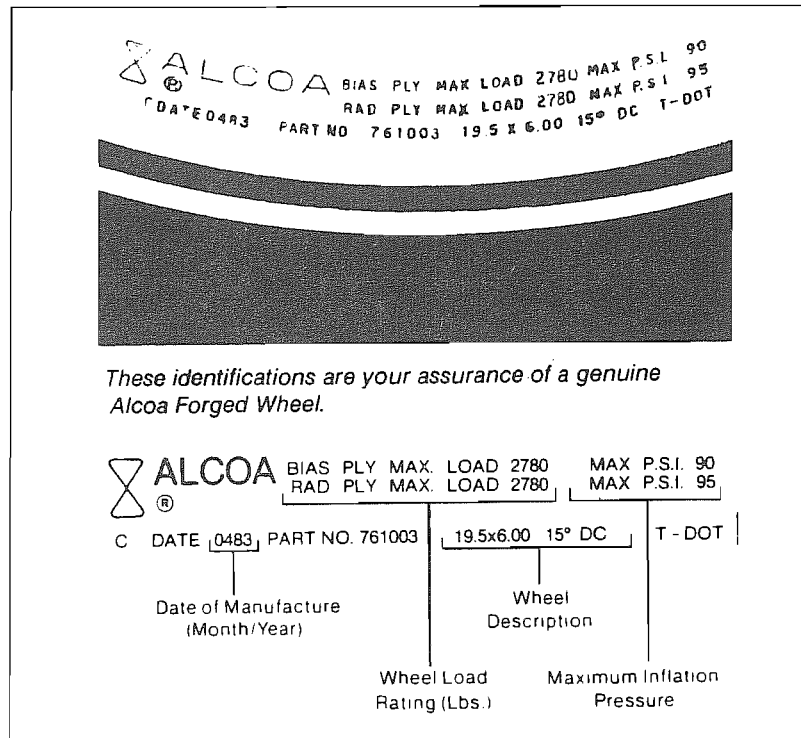 ALCOA BIAS PLY MAX LOAD 2780 MAX P.S.I. 90
®
RAD PLY MAX LOAD 2780 MAX P.S.I 95
C DATE 0483 PART NO 761003 19.5 X 6.00 15º DC T-DOT
These identifications are your assurance of a genuine
Alcoa Forged Wheel.
ALCOA BIAS PLY MAX. LOAD 2780 MAX P.S.I. 90
® RAD PLY MAX. LOAD 2780 MAX P.S.I. 95
C DATE 0483 PART NO. 761003 19.5x6.00 15º DC T-DOT
Date of Manufacture
(Month/Year)
Wheel
Description
Wheel Load
Rating (Lbs.)
Maximum Inflation
Pressure